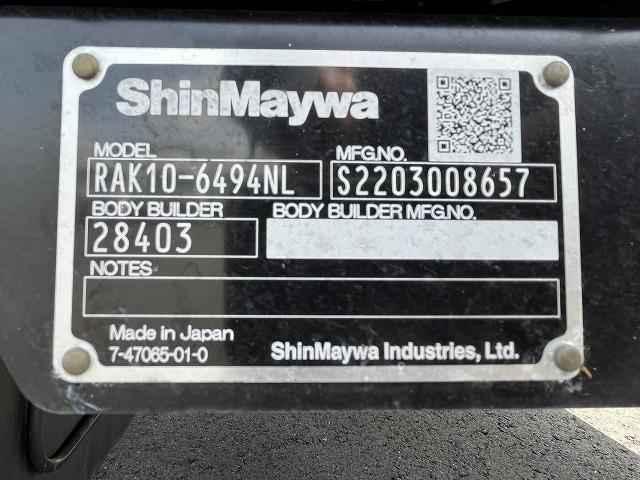 ShinMaywa
MODEL MFG.NO.
RAK10-6494NL S2203008657
BODY BUILDER BODY BUILDER MFG.NO.
28403
NOTES
Made in Japan
7-47065-01-0 ShinMaywa Industries, Ltd.